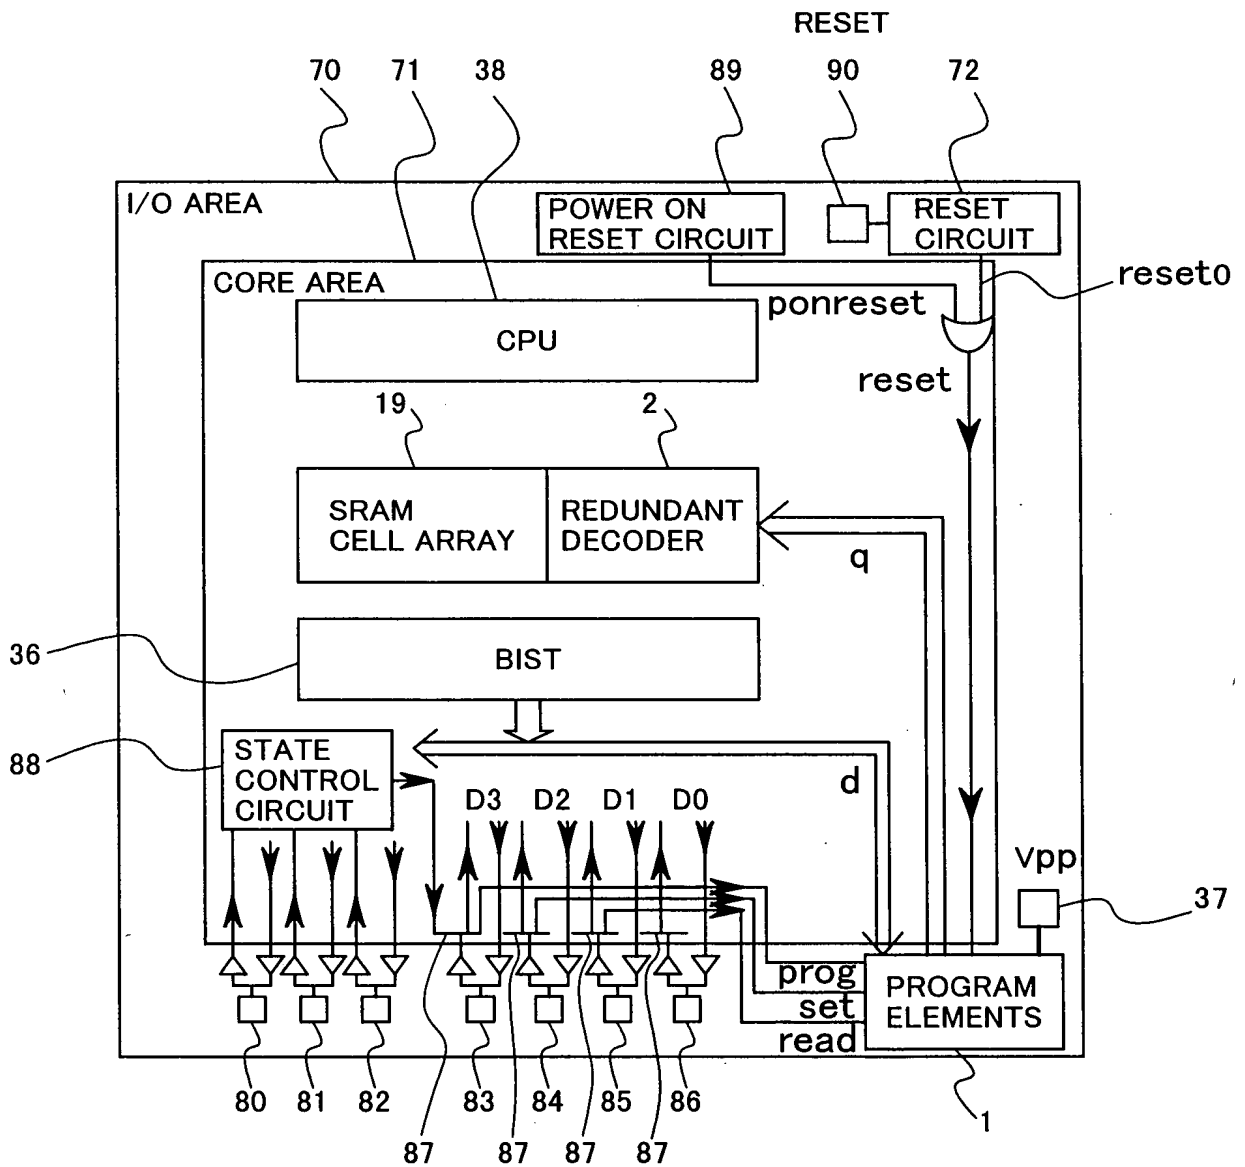 RESET
70
71
38
89
90
72
I/O AREA
POWER ON
RESET CIRCUIT
RESET
CIRCUIT
CORE AREA
ponreset
reset0
CPU
reset
19
2
SRAM
CELL ARRAY
REDUNDANT
DECODER
q
36
BIST
88
STATE
CONTROL
CIRCUIT
d
D3
D2
D1
D0
Vpp
37
prog
set
read
PROGRAM
ELEMENTS
80
81
82
83
84
85
86
1
87
87
87
87